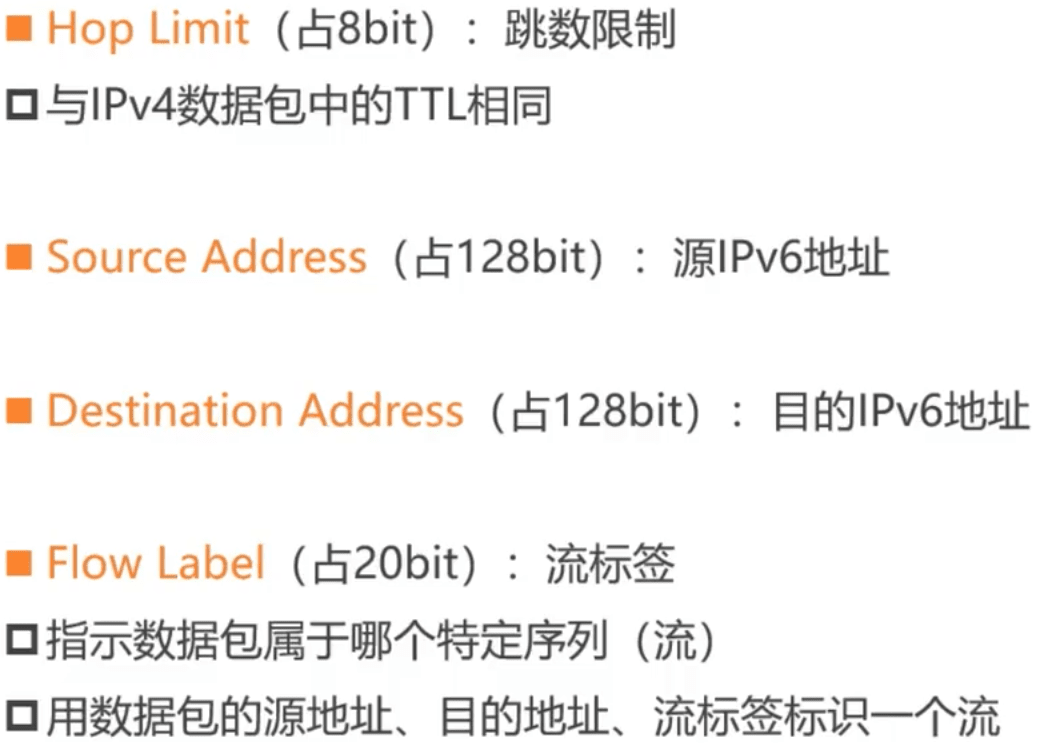 Hop Limit（占8bit）：跳数限制
与IPv4数据包中的TTL相同
Source Address（占128bit）：源IPv6地址
Destination Address（占128bit）：目的IPv6地址
Flow Label（占20bit）：流标签
指示数据包属于哪个特定序列（流）
用数据包的源地址、目的地址、流标签标识一个流